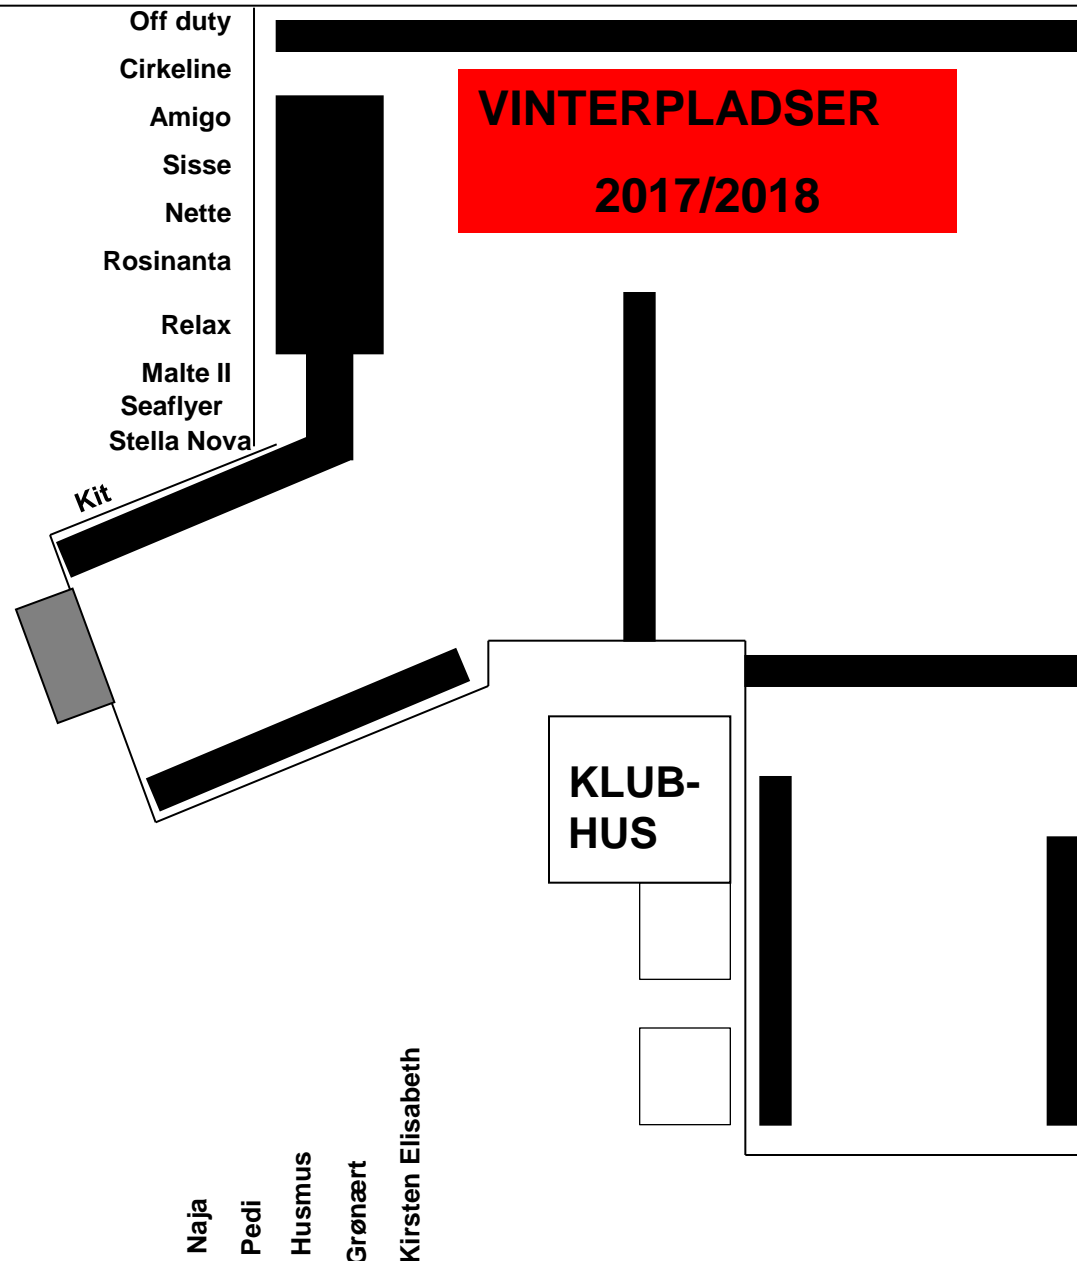 Off duty
Cirkeline
Amigo
Sisse
Nette
Rosinanta
Relax
Malte II
Seaflyer
Stella Nova
Kit
VINTERPLADSER
2017/2018
KLUB-
HUS
Naja
Pedi
Husmus
Grønært
Kirsten Elisabeth